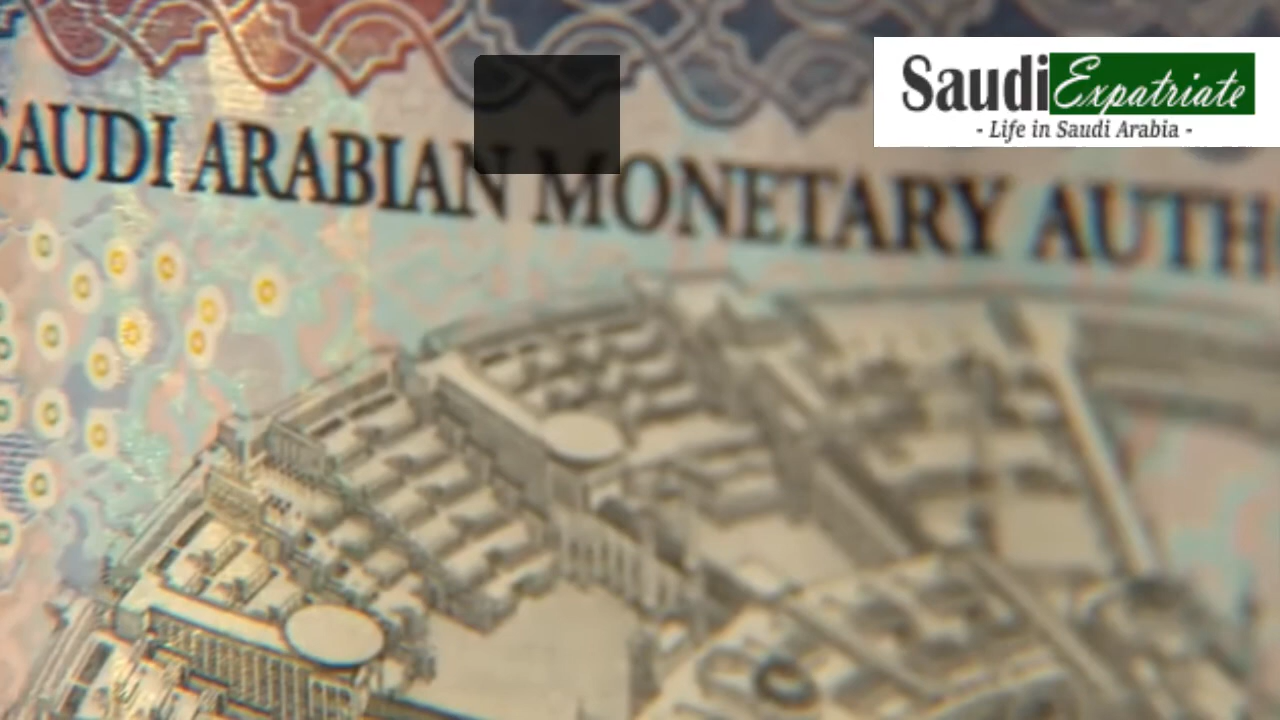 Saudi Expatriate
- Life in Saudi Arabia -
SAUDI ARABIAN MONETARY AUTH